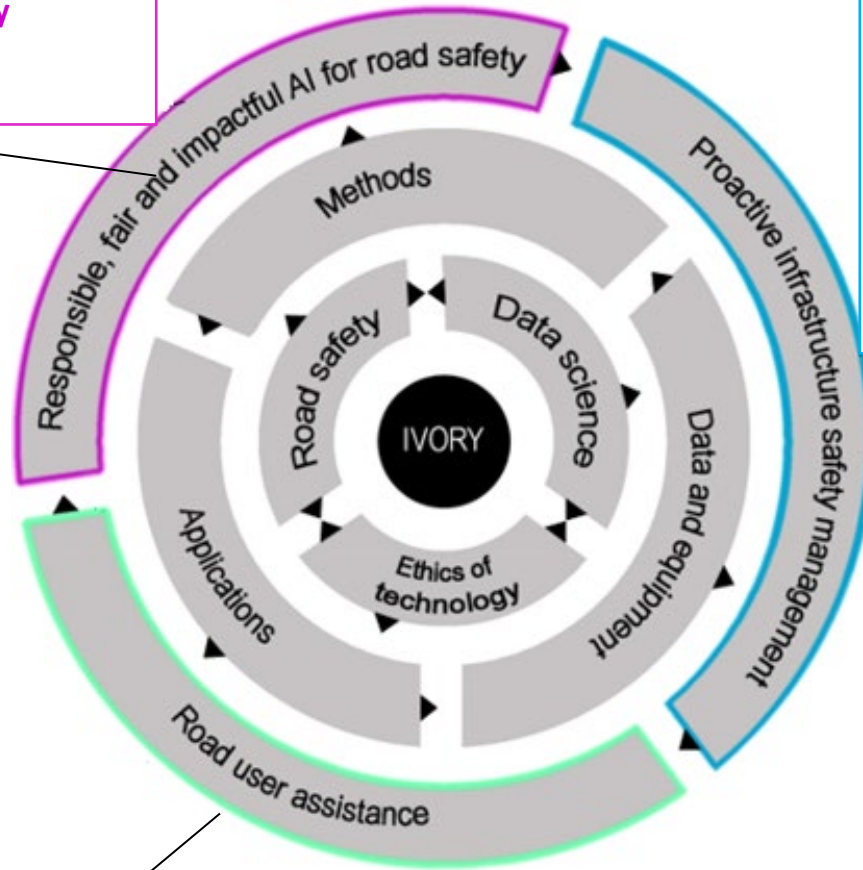 y
Responsible, fair and impactful AI for road safety
Proactive infrastructure safety management
Methods
Road safety
Data science
IVORY
Data and equipment
Ethics of
technology
Applications
Road user assistance